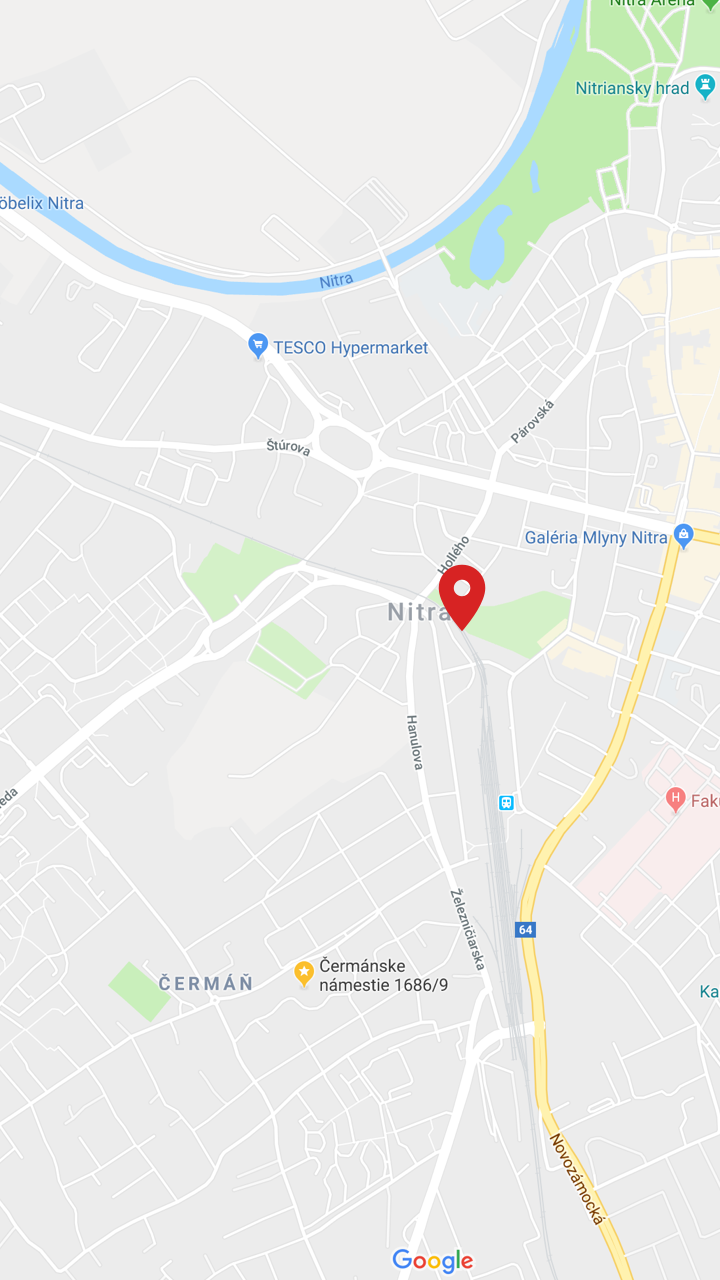 Nitra Aréna
Nitriansky hrad
öbelix Nitra
Nitra
TESCO Hypermarket
Párovská
Štúrova
Hollého
Galéria Mlyny Nitra
Nitra
Hanulova
eda
H
Faku
Železničiarska
64
Čermánske
námestie 1686/9
ČERMÁŇ
Ka
Novozámocká
Google